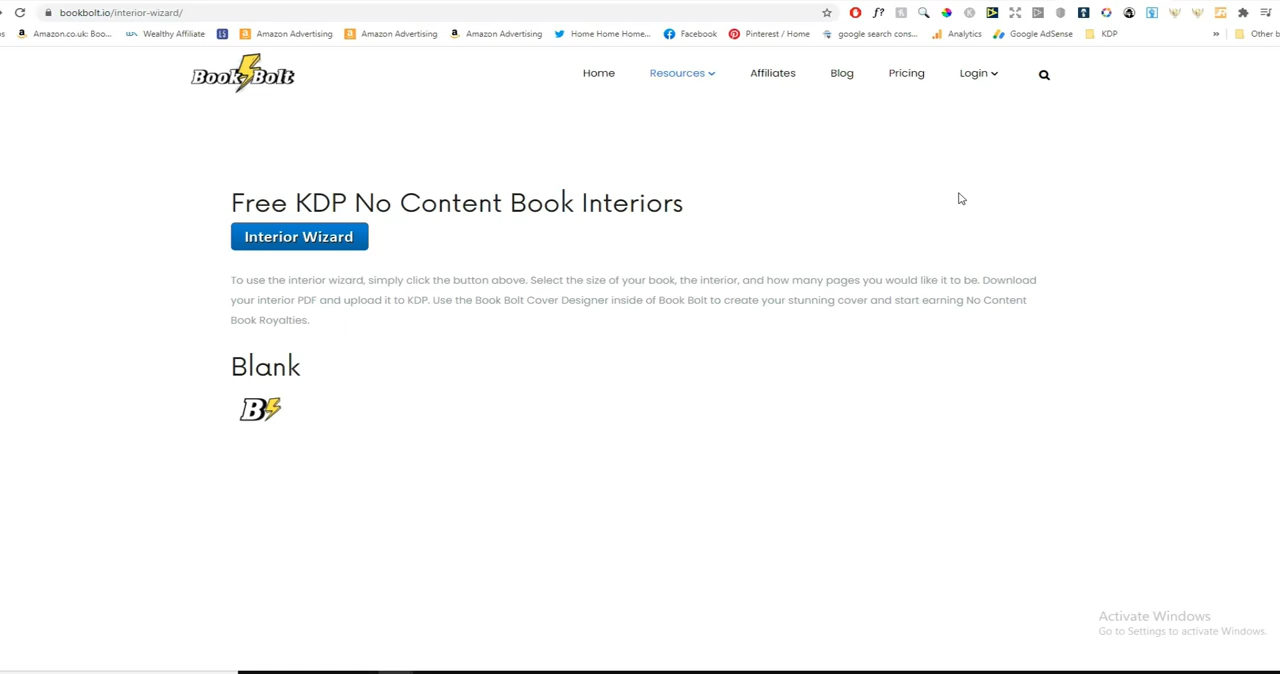 bookbolt.io/interior-wizard/
Amazon.co.uk: Boo... Wealthy Affiliate Amazon Advertising Amazon Advertising Amazon Advertising Home Home Home... Facebook Pinterest / Home google search cons... Analytics Google AdSense KDP » Other b
Book Bolt Home Resources Affiliates Blog Pricing Login
Free KDP No Content Book Interiors
Interior Wizard
To use the interior wizard, simply click the button above. Select the size of your book, the interior, and how many pages you would like it to be. Download
your interior PDF and upload it to KDP. Use the Book Bolt Cover Designer inside of Book Bolt to create your stunning cover and start earning No Content
Book Royalties.
Blank
B
Activate Windows
Go to Settings to activate Windows.